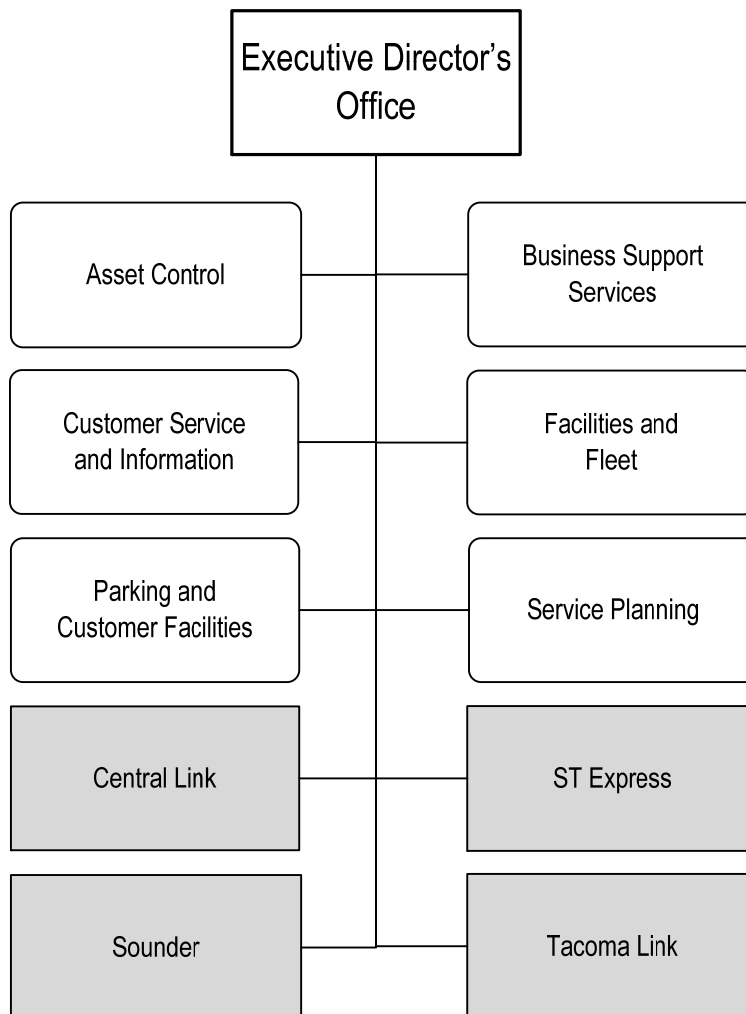 Executive Director’s
Office
Asset Control
Business Support
Services
Customer Service
and Information
Facilities and
Fleet
Parking and
Customer Facilities
Service Planning
Central Link
ST Express
Sounder
Tacoma Link